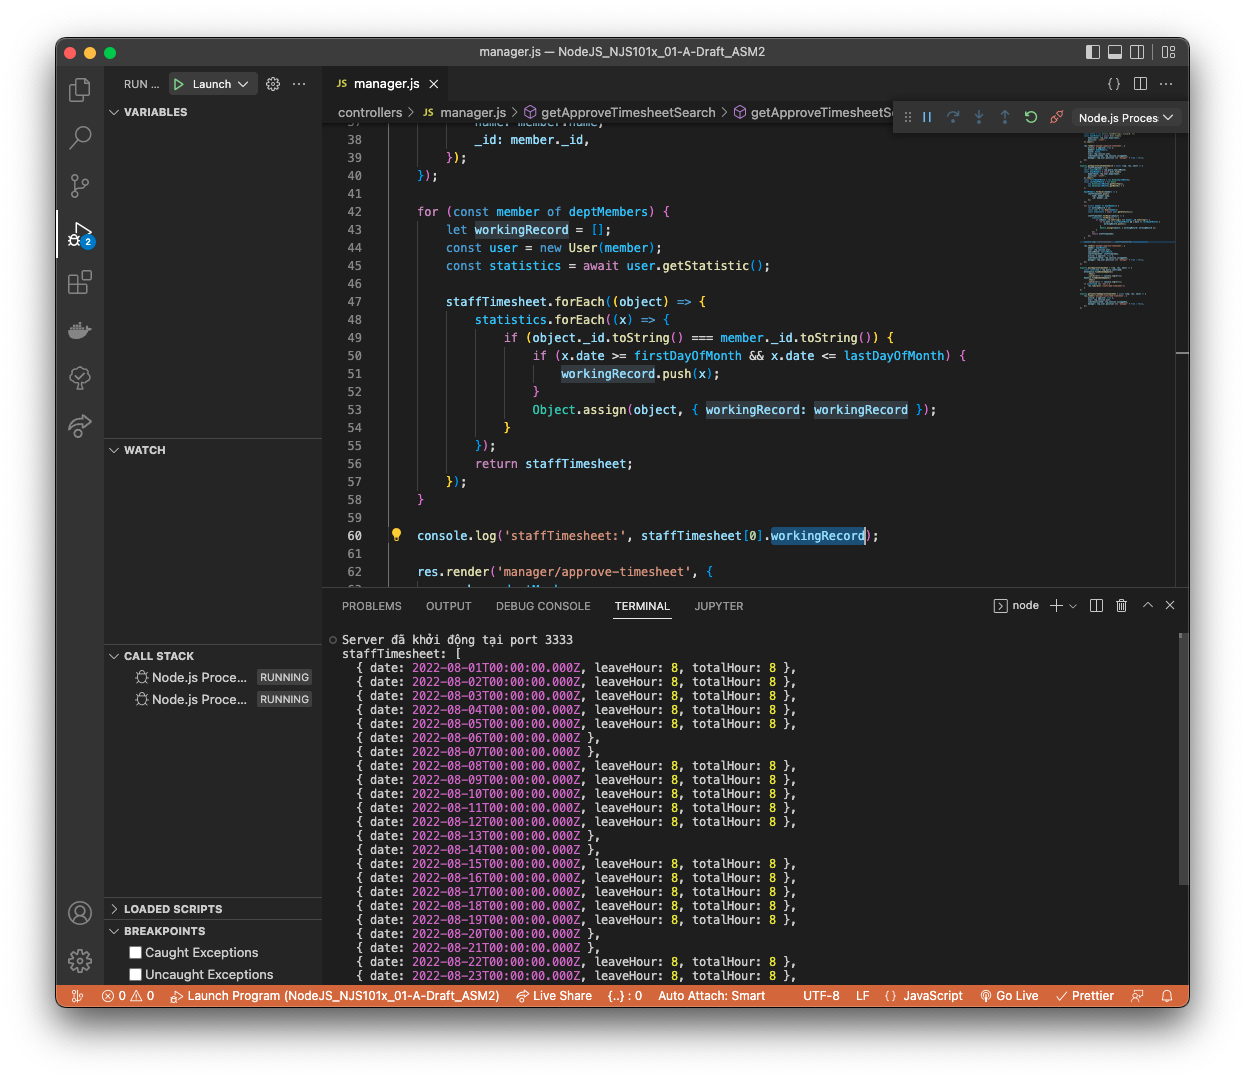 manager.js — NodeJS_NJS101x_01-A-Draft_ASM2
RUN ...
Launch
JS manager.js
controllers > JS manager.js > getApproveTimesheetSearch > getApproveTimesheetSe
Node.js Proces
VARIABLES
WATCH
CALL STACK
Node.js Proce... RUNNING
Node.js Proce... RUNNING
LOADED SCRIPTS
BREAKPOINTS
Caught Exceptions
Uncaught Exceptions
2
37 name: member.name,
38 _id: member._id,
39 });
40 });
41
42 for (const member of deptMembers) {
43 let workingRecord = [];
44 const user = new User(member);
45 const statistics = await user.getStatistic();
46
47 staffTimesheet.forEach((object) => {
48 statistics.forEach((x) => {
49 if (object._id.toString() === member._id.toString()) {
50 if (x.date >= firstDayOfMonth && x.date <= lastDayOfMonth) {
51 workingRecord.push(x);
52 }
53 Object.assign(object, { workingRecord: workingRecord });
54 }
55 });
56 return staffTimesheet;
57 });
58 }
59
60 console.log('staffTimesheet:', staffTimesheet[0].workingRecord);
61
62 res.render('manager/approve-timesheet', {
PROBLEMS OUTPUT DEBUG CONSOLE TERMINAL JUPYTER
node
Server đã khởi động tại port 3333
staffTimesheet: [
{ date: 2022-08-01T00:00:00.000Z, leaveHour: 8, totalHour: 8 },
{ date: 2022-08-02T00:00:00.000Z, leaveHour: 8, totalHour: 8 },
{ date: 2022-08-03T00:00:00.000Z, leaveHour: 8, totalHour: 8 },
{ date: 2022-08-04T00:00:00.000Z, leaveHour: 8, totalHour: 8 },
{ date: 2022-08-05T00:00:00.000Z, leaveHour: 8, totalHour: 8 },
{ date: 2022-08-06T00:00:00.000Z },
{ date: 2022-08-07T00:00:00.000Z },
{ date: 2022-08-08T00:00:00.000Z, leaveHour: 8, totalHour: 8 },
{ date: 2022-08-09T00:00:00.000Z, leaveHour: 8, totalHour: 8 },
{ date: 2022-08-10T00:00:00.000Z, leaveHour: 8, totalHour: 8 },
{ date: 2022-08-11T00:00:00.000Z, leaveHour: 8, totalHour: 8 },
{ date: 2022-08-12T00:00:00.000Z, leaveHour: 8, totalHour: 8 },
{ date: 2022-08-13T00:00:00.000Z },
{ date: 2022-08-14T00:00:00.000Z },
{ date: 2022-08-15T00:00:00.000Z, leaveHour: 8, totalHour: 8 },
{ date: 2022-08-16T00:00:00.000Z, leaveHour: 8, totalHour: 8 },
{ date: 2022-08-17T00:00:00.000Z, leaveHour: 8, totalHour: 8 },
{ date: 2022-08-18T00:00:00.000Z, leaveHour: 8, totalHour: 8 },
{ date: 2022-08-19T00:00:00.000Z, leaveHour: 8, totalHour: 8 },
{ date: 2022-08-20T00:00:00.000Z },
{ date: 2022-08-21T00:00:00.000Z },
{ date: 2022-08-22T00:00:00.000Z, leaveHour: 8, totalHour: 8 },
{ date: 2022-08-23T00:00:00.000Z, leaveHour: 8, totalHour: 8 },
0 0 Launch Program (NodeJS_NJS101x_01-A-Draft_ASM2) Live Share {..} : 0 Auto Attach: Smart UTF-8 LF {} JavaScript Go Live Prettier